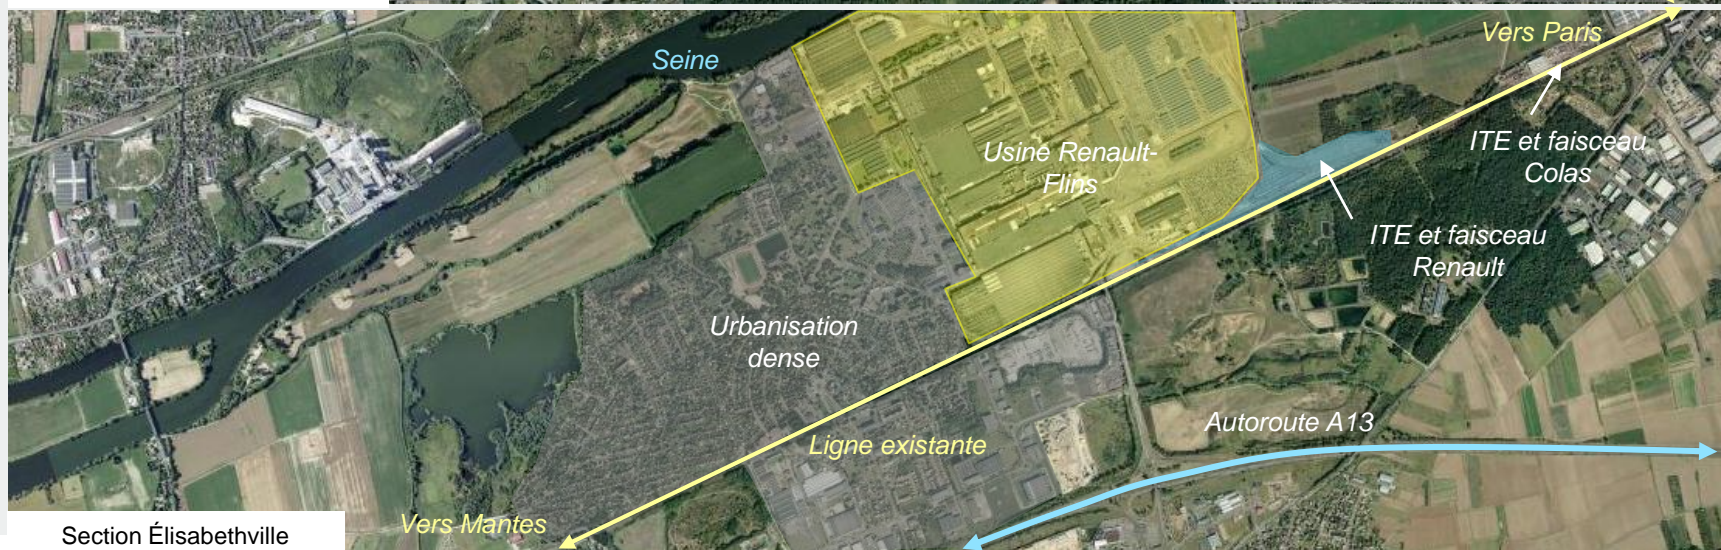 Vers Paris
Seine
Usine Renault-
Flins
ITE et faisceau
Colas
ITE et faisceau
Renault
Urbanisation
dense
Autoroute A13
Ligne existante
Vers Mantes
Section Élisabethville